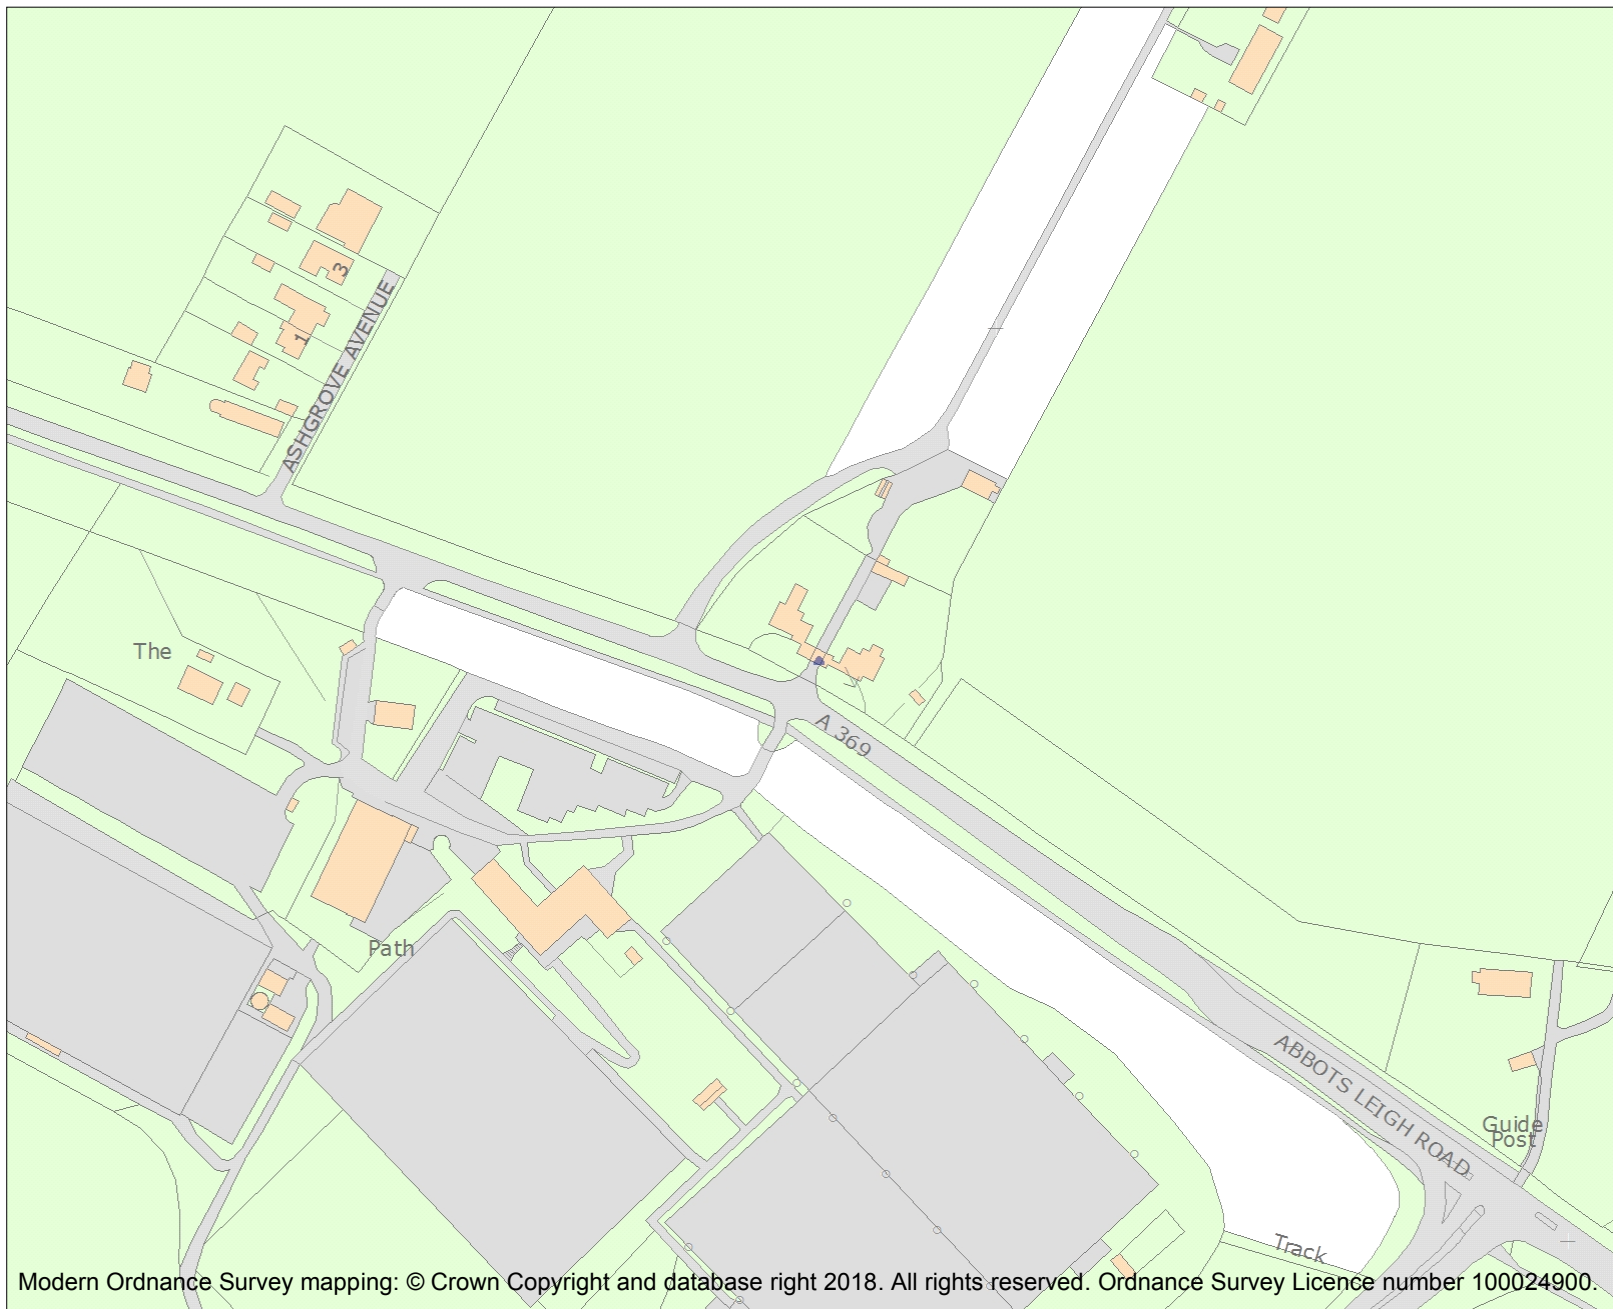 3
1
ASHGROVE AVENUE
The
A 369
Path
ABBOTS LEIGH ROAD
Guide
Post
Track
Modern Ordnance Survey mapping: © Crown Copyright and database right 2018. All rights reserved. Ordnance Survey Licence number 100024900.